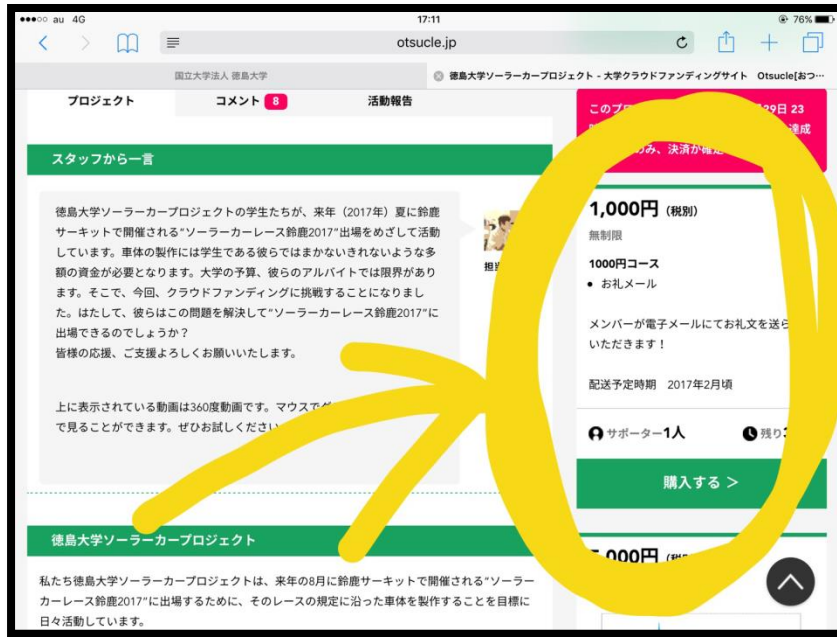 au 4G
17:11
76%
otsucle.jp
国立大学法人 徳島大学
徳島大学ソーラーカープロジェクト - 大学クラウドファンディングサイト Otsucle[おつ…
プロジェクト
コメント 8
活動報告
スタッフから一言
徳島大学ソーラーカープロジェクトの学生たちが、来年（2017年）夏に鈴鹿
サーキットで開催される“ソーラーカーレース鈴鹿2017”出場をめざして活動
しています。車体の製作には学生である彼らではまかないきれないような多
額の資金が必要となります。大学の予算、彼らのアルバイトでは限界があり
ます。そこで、今回、クラウドファンディングに挑戦することになりまし
た。はたして、彼らはこの問題を解決して“ソーラーカーレース鈴鹿2017”に
出場できるのでしょうか？
皆様の応援、ご支援よろしくお願いいたします。
上に表示されている動画は360度動画です。マウスで
で見ることができます。ぜひお試しください
担
徳島大学ソーラーカープロジェクト
私たち徳島大学ソーラーカープロジェクトは、来年の8月に鈴鹿サーキットで開催される“ソーラー
カーレース鈴鹿2017”に出場するために、そのレースの規定に沿った車体を製作することを目標に
日々活動しています。
このプロ
29日 23
達成
のみ、決済が確定
1,000円（税別）
無制限
1000円コース
• お礼メール
メンバーが電子メールにてお礼文を送ら
いただきます！
配送予定時期 2017年2月頃
サポーター1人
残り
購入する >
000円